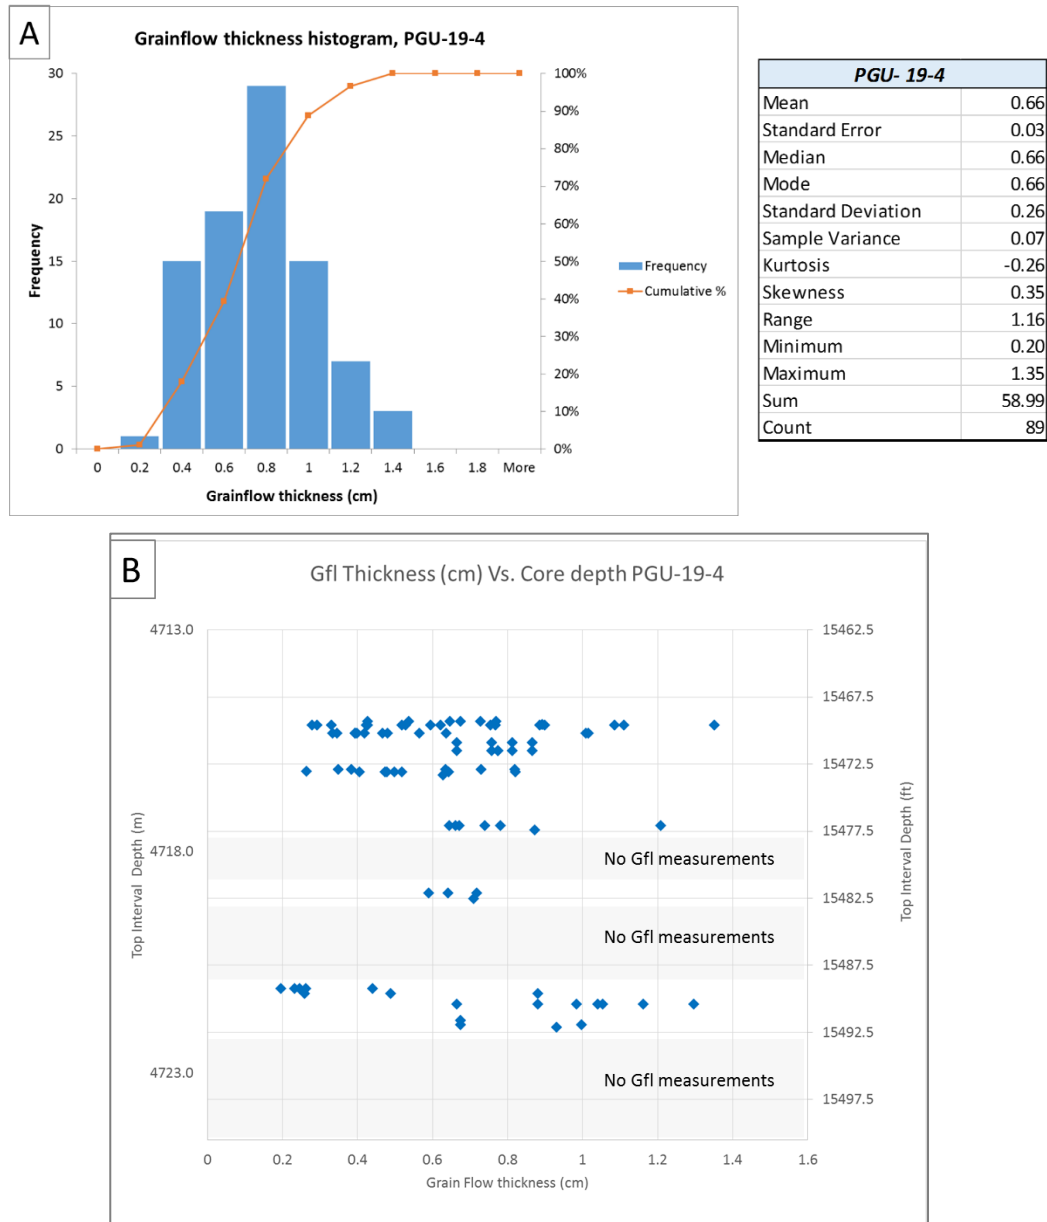 A
Grainflow thickness histogram, PGU-19-4
30
25
20
15
10
5
0
Frequency
100%
90%
80%
70%
60%
50%
40%
30%
20%
10%
0%
0 0.2 0.4 0.6 0.8 1 1.2 1.4 1.6 1.8 More
Grainflow thickness (cm)
Frequency
Cumulative %
PGU- 19-4
Mean 0.66
Standard Error 0.03
Median 0.66
Mode 0.66
Standard Deviation 0.26
Sample Variance 0.07
Kurtosis -0.26
Skewness 0.35
Range 1.16
Minimum 0.20
Maximum 1.35
Sum 58.99
Count 89
B
Gfl Thickness (cm) Vs. Core depth PGU-19-4
4713.0
4718.0
4723.0
Top Interval Depth (m)
15462.5
15467.5
15472.5
15477.5
15482.5
15487.5
15492.5
15497.5
Top Interval Depth (ft)
No Gfl measurements
No Gfl measurements
No Gfl measurements
0 0.2 0.4 0.6 0.8 1 1.2 1.4 1.6
Grain Flow thickness (cm)